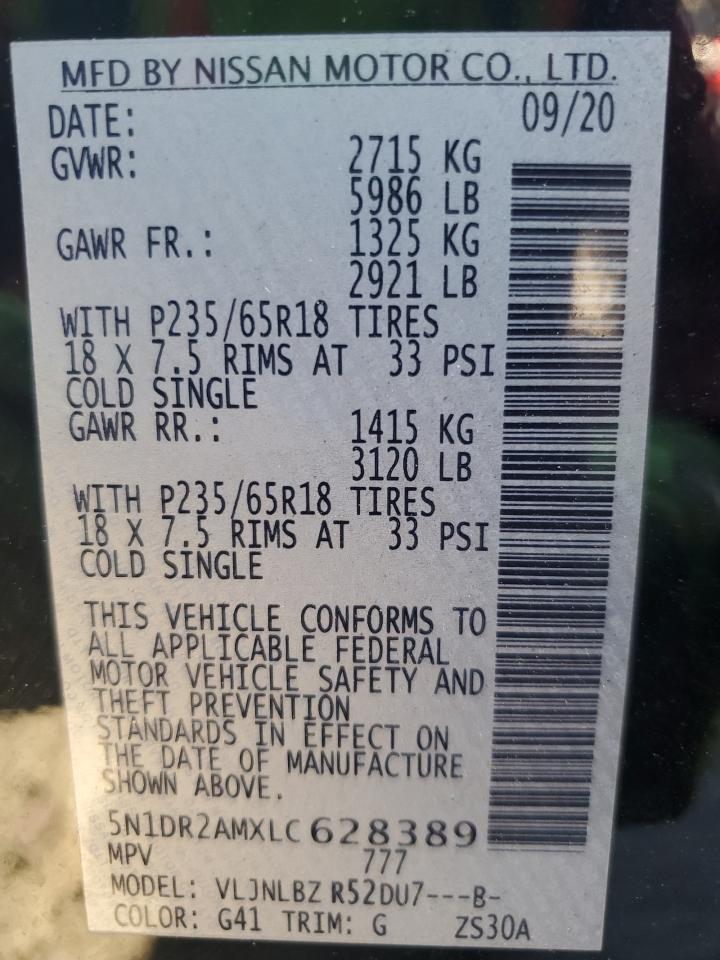 MFD BY NISSAN MOTOR CO., LTD.
DATE: 09/20
GVWR: 2715 KG
5986 LB
GAWR FR.: 1325 KG
2921 LB
WITH P235/65R18 TIRES
18 X 7.5 RIMS AT 33 PSI
COLD SINGLE
GAWR RR.: 1415 KG
3120 LB
WITH P235/65R18 TIRES
18 X 7.5 RIMS AT 33 PSI
COLD SINGLE
THIS VEHICLE CONFORMS TO
ALL APPLICABLE FEDERAL
MOTOR VEHICLE SAFETY AND
THEFT PREVENTION
STANDARDS IN EFFECT ON
THE DATE OF MANUFACTURE
SHOWN ABOVE.
5N1DR2AMXLC628389
MPV 777
MODEL: VLJNLBZ R52DU7---B-
COLOR: G41 TRIM: G ZS30A